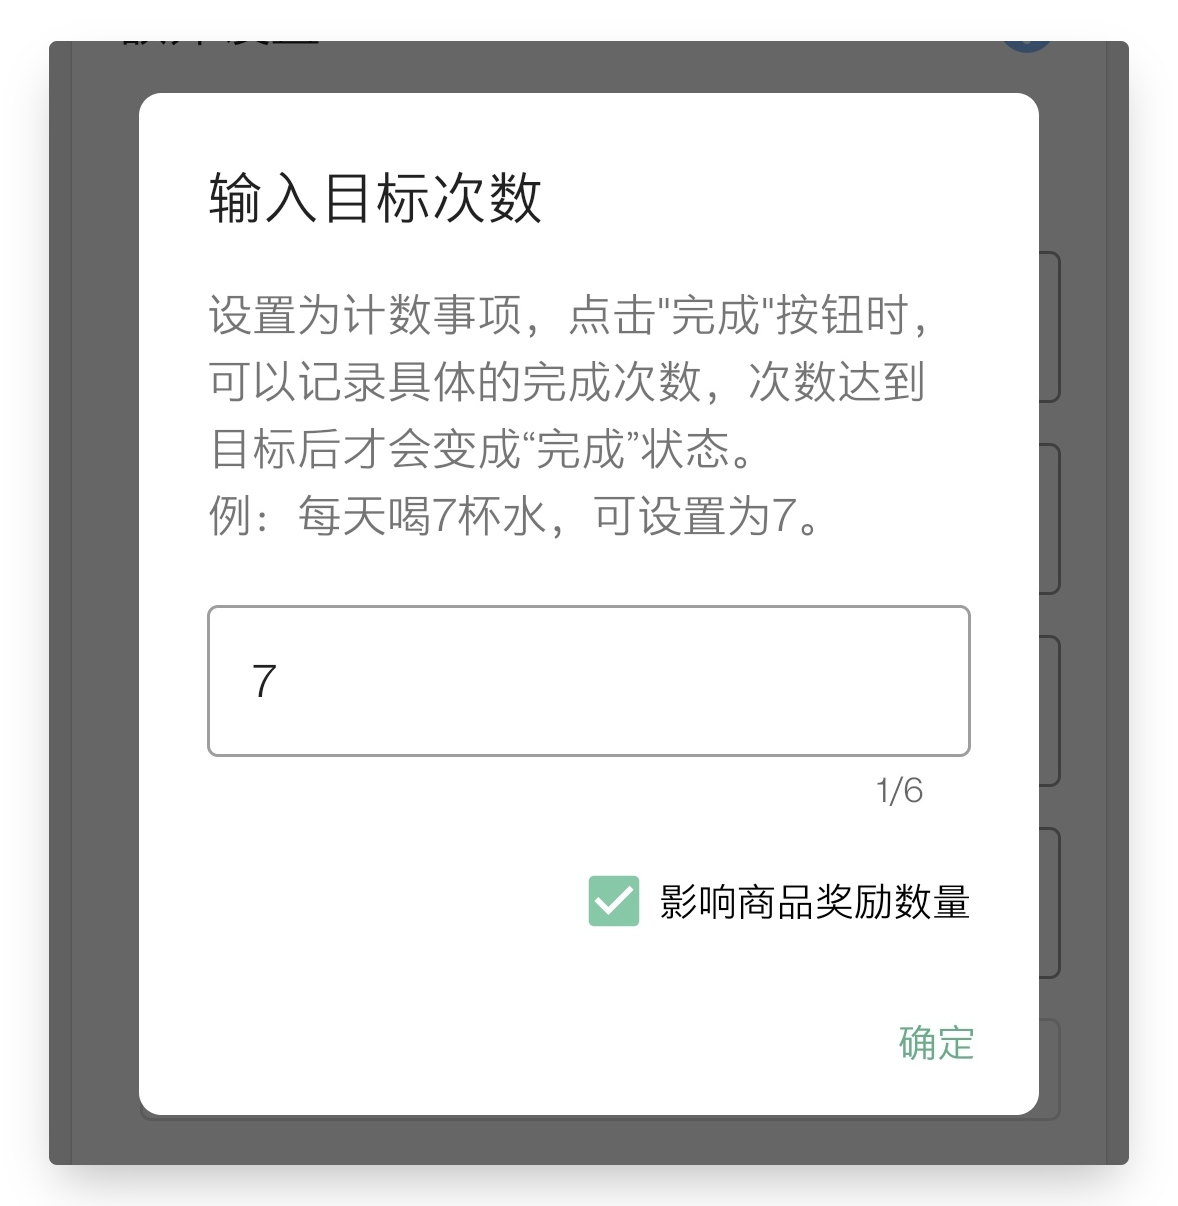 输入目标次数
设置为计数事项，点击"完成"按钮时，
可以记录具体的完成次数，次数达到
目标后才会变成“完成”状态。
例：每天喝7杯水，可设置为7。
7
1/6
影响商品奖励数量
确定